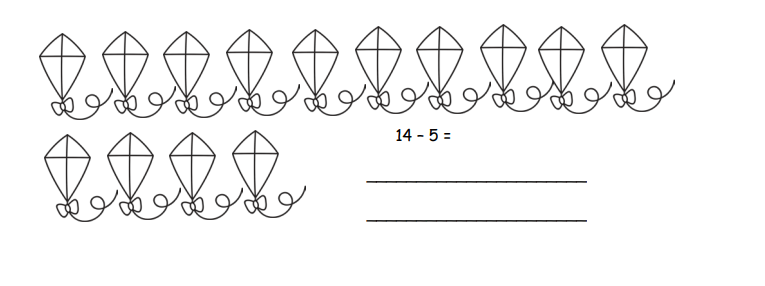 14 – 5 =